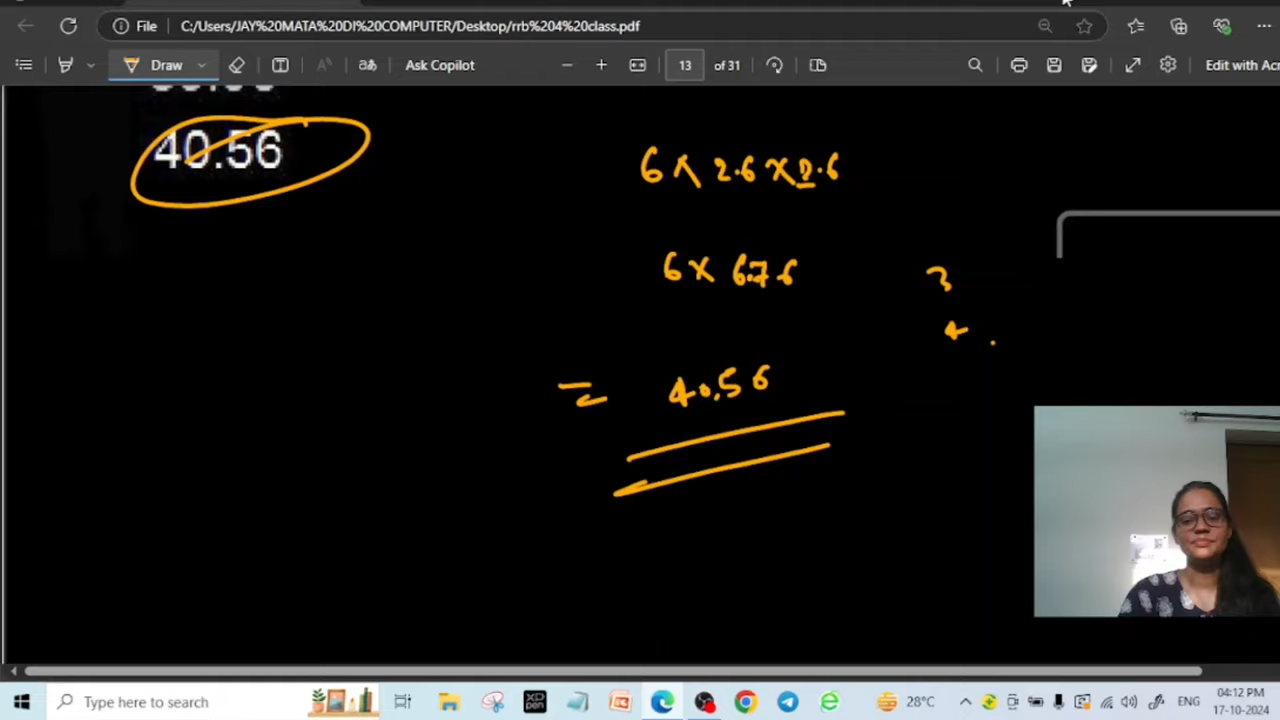 File C:/Users/JAY%20MATA%20DI%20COMPUTER/Desktop/rrb%204%20class.pdf
Draw Ask Copilot 13 of 31 Edit with Acr
40.56
6 × 2.6 × 2.6
6 × 6.76
3
4 .
= 40.56
Type here to search
28°C
ENG
04:12 PM
17-10-2024